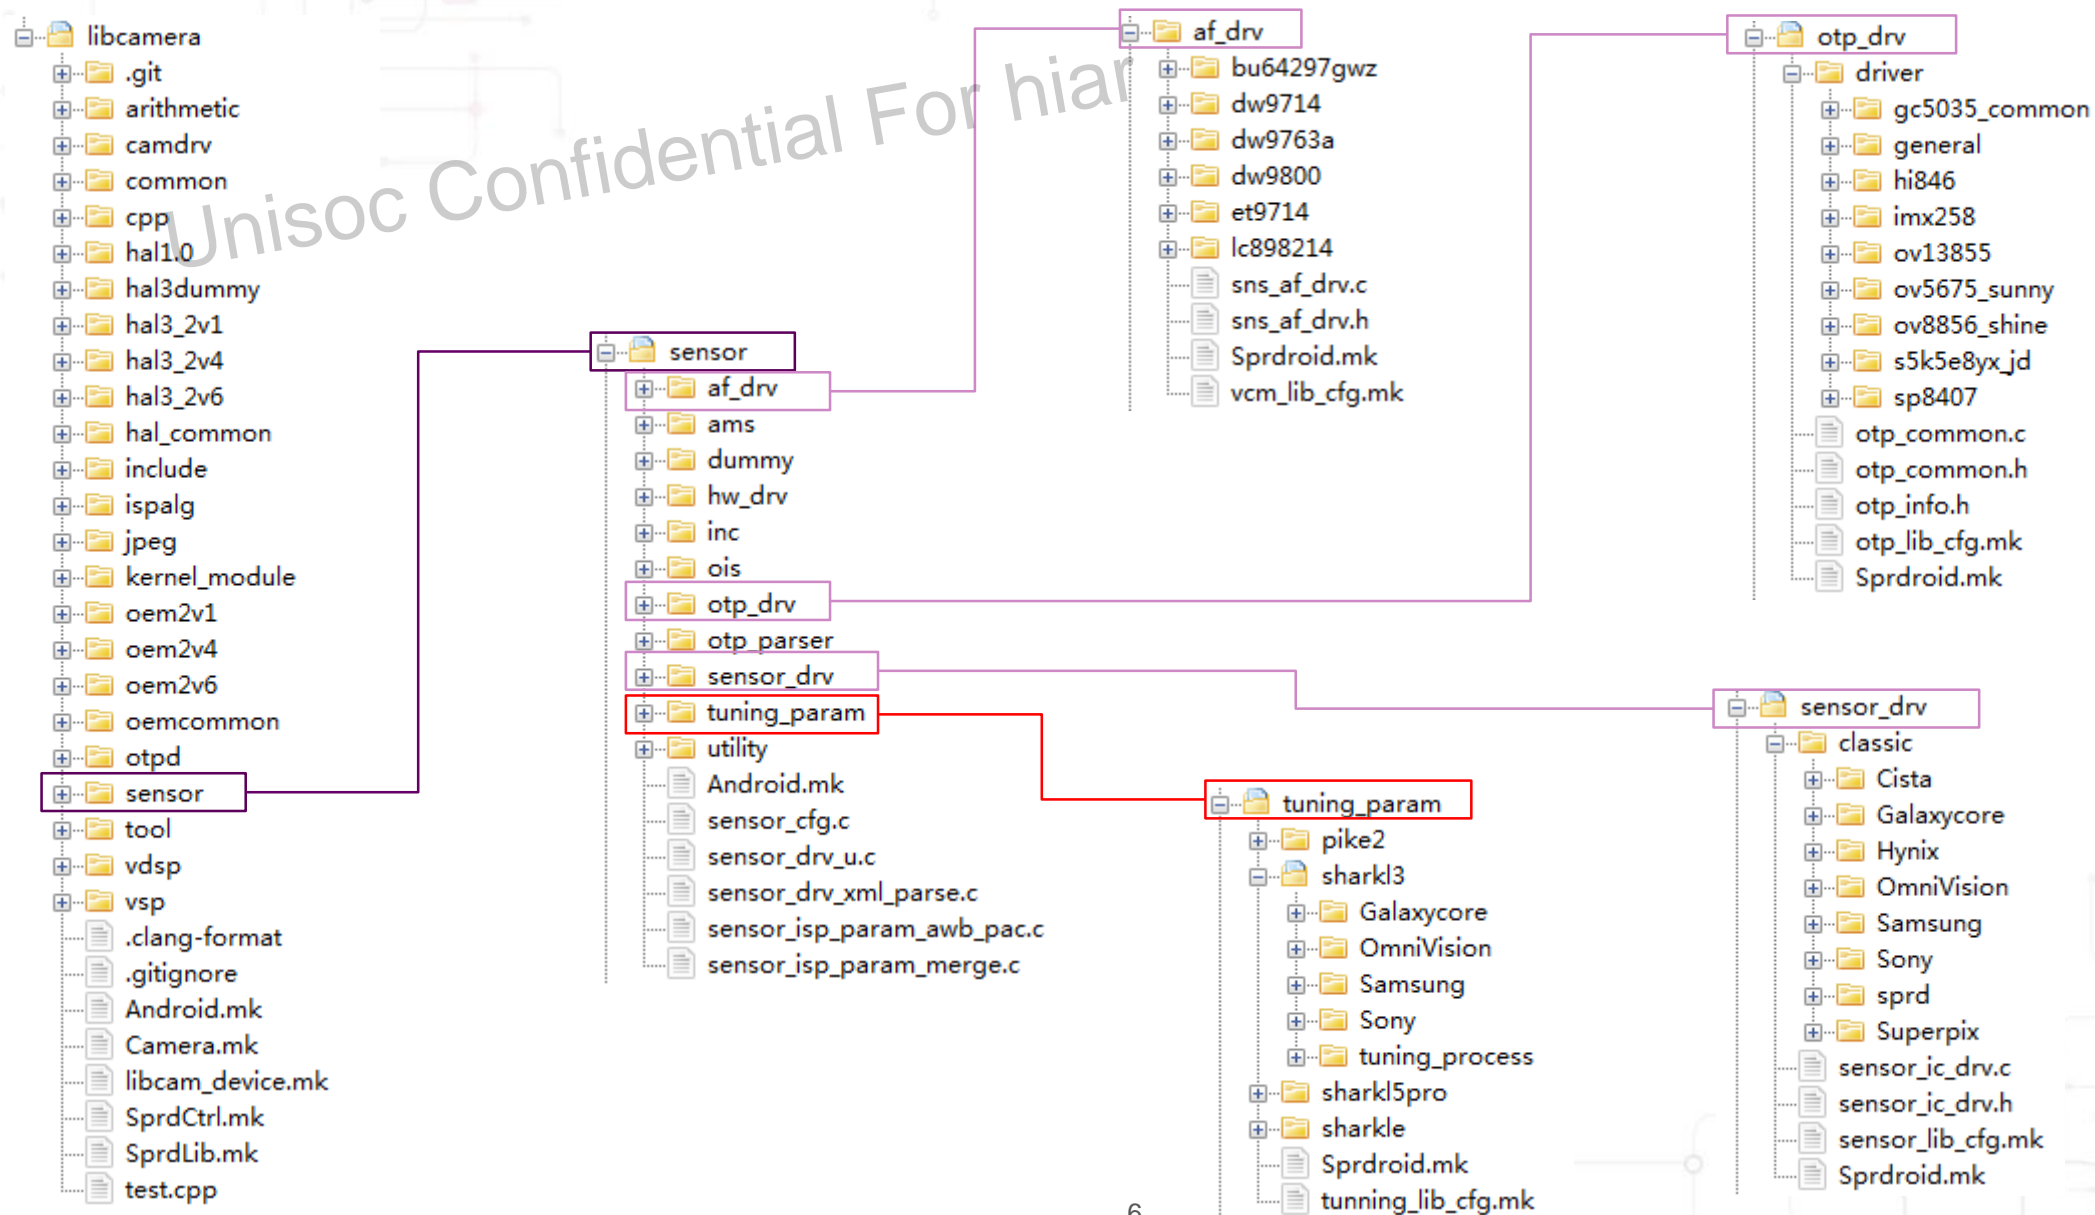 libcamera
.git
arithmetic
camdrv
common
cpp
hal1.0
hal3dummy
hal3_2v1
hal3_2v4
hal3_2v6
hal_common
include
ispalg
jpeg
kernel_module
oem2v1
oem2v4
oem2v6
oemcommon
otpd
sensor
tool
vdsp
vsp
.clang-format
.gitignore
Android.mk
Camera.mk
libcam_device.mk
SprdCtrl.mk
SprdLib.mk
test.cpp
Unisoc Confidential For hiar
sensor
af_drv
ams
dummy
hw_drv
inc
ois
otp_drv
otp_parser
sensor_drv
tuning_param
utility
Android.mk
sensor_cfg.c
sensor_drv_u.c
sensor_drv_xml_parse.c
sensor_isp_param_awb_pac.c
sensor_isp_param_merge.c
af_drv
bu64297gwz
dw9714
dw9763a
dw9800
et9714
lc898214
sns_af_drv.c
sns_af_drv.h
Sprdroid.mk
vcm_lib_cfg.mk
tuning_param
pike2
sharkl3
Galaxycore
OmniVision
Samsung
Sony
tuning_process
sharkl5pro
sharkle
Sprdroid.mk
tunning_lib_cfg.mk
otp_drv
driver
gc5035_common
general
hi846
imx258
ov13855
ov5675_sunny
ov8856_shine
s5k5e8yx_jd
sp8407
otp_common.c
otp_common.h
otp_info.h
otp_lib_cfg.mk
Sprdroid.mk
sensor_drv
classic
Cista
Galaxycore
Hynix
OmniVision
Samsung
Sony
sprd
Superpix
sensor_ic_drv.c
sensor_ic_drv.h
sensor_lib_cfg.mk
Sprdroid.mk
6